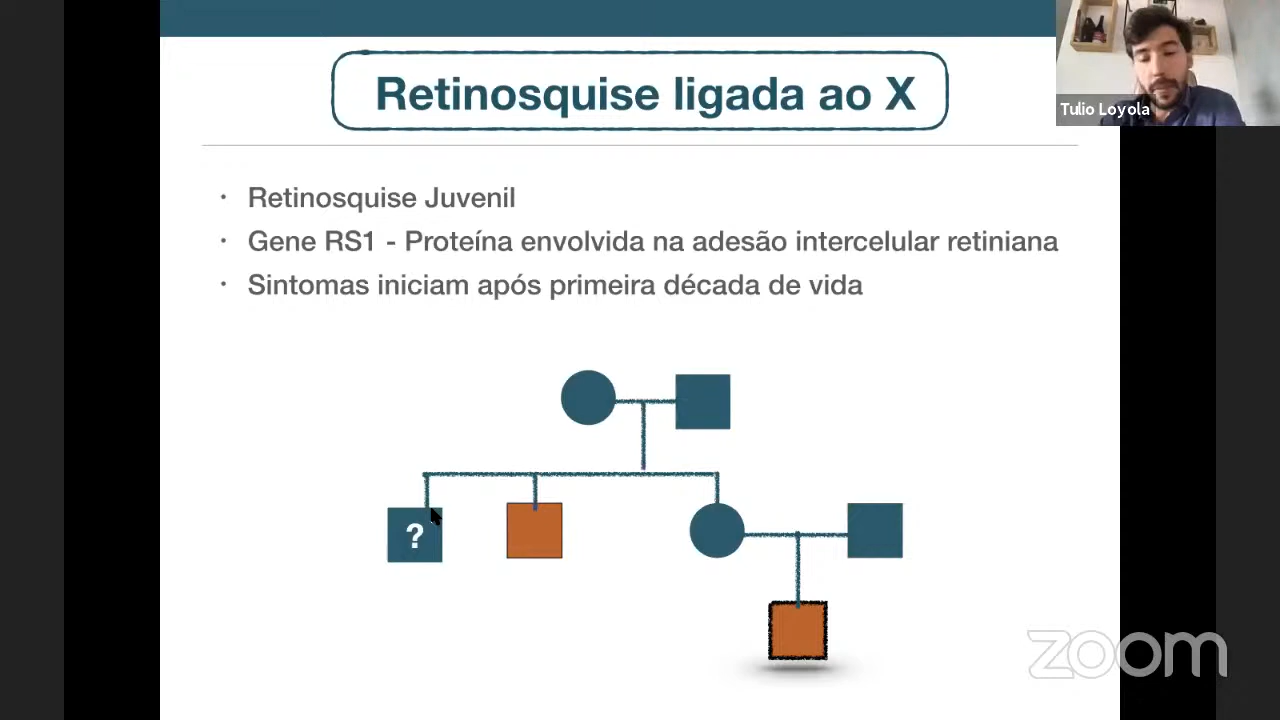 Retinosquise ligada ao X
Tulio Loyola
· Retinosquise Juvenil
· Gene RS1 - Proteína envolvida na adesão intercelular retiniana
· Sintomas iniciam após primeira década de vida
?
zoom